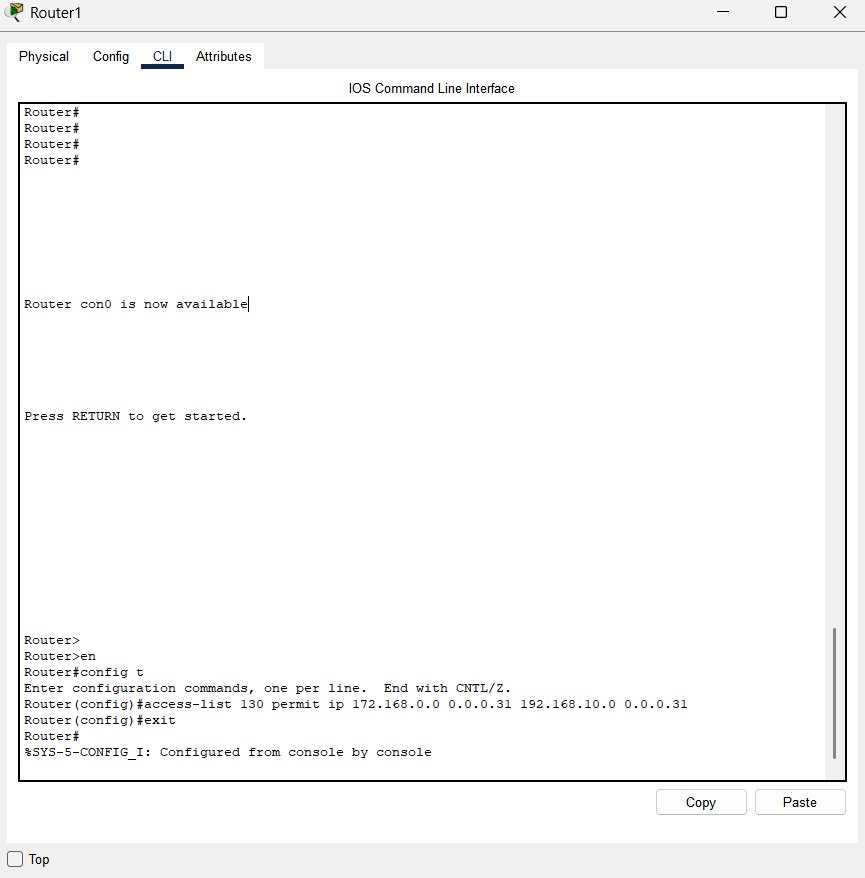 Router1
Physical Config CLI Attributes
IOS Command Line Interface
Router#
Router#
Router#
Router#
Router con0 is now available
Press RETURN to get started.
Router>
Router>en
Router#config t
Enter configuration commands, one per line.  End with CNTL/Z.
Router(config)#access-list 130 permit ip 172.168.0.0 0.0.0.31 192.168.10.0 0.0.0.31
Router(config)#exit
Router#
%SYS-5-CONFIG_I: Configured from console by console
Copy Paste
Top